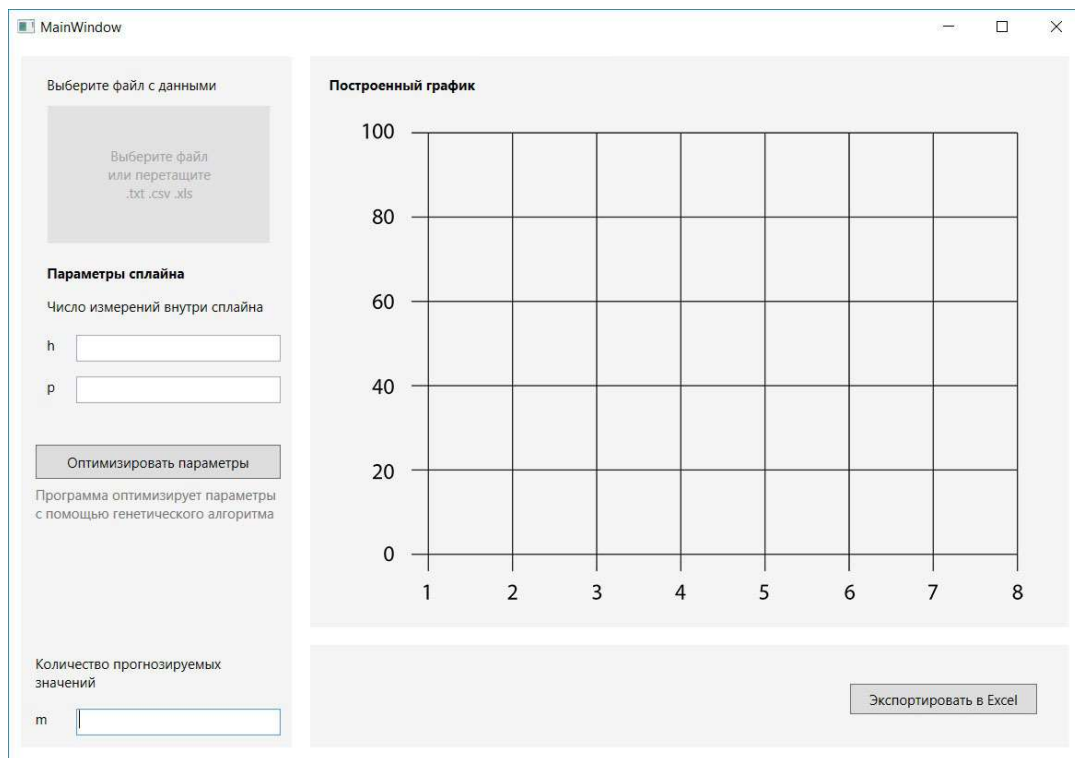 MainWindow
Выберите файл с данными
Выберите файл
или перетащите
.txt .csv .xls
Параметры сплайна
Число измерений внутри сплайна
h
p
Оптимизировать параметры
Программа оптимизирует параметры
с помощью генетического алгоритма
Количество прогнозируемых
значений
m
Построенный график
100
80
60
40
20
0
1 2 3 4 5 6 7 8
Экспортировать в Excel